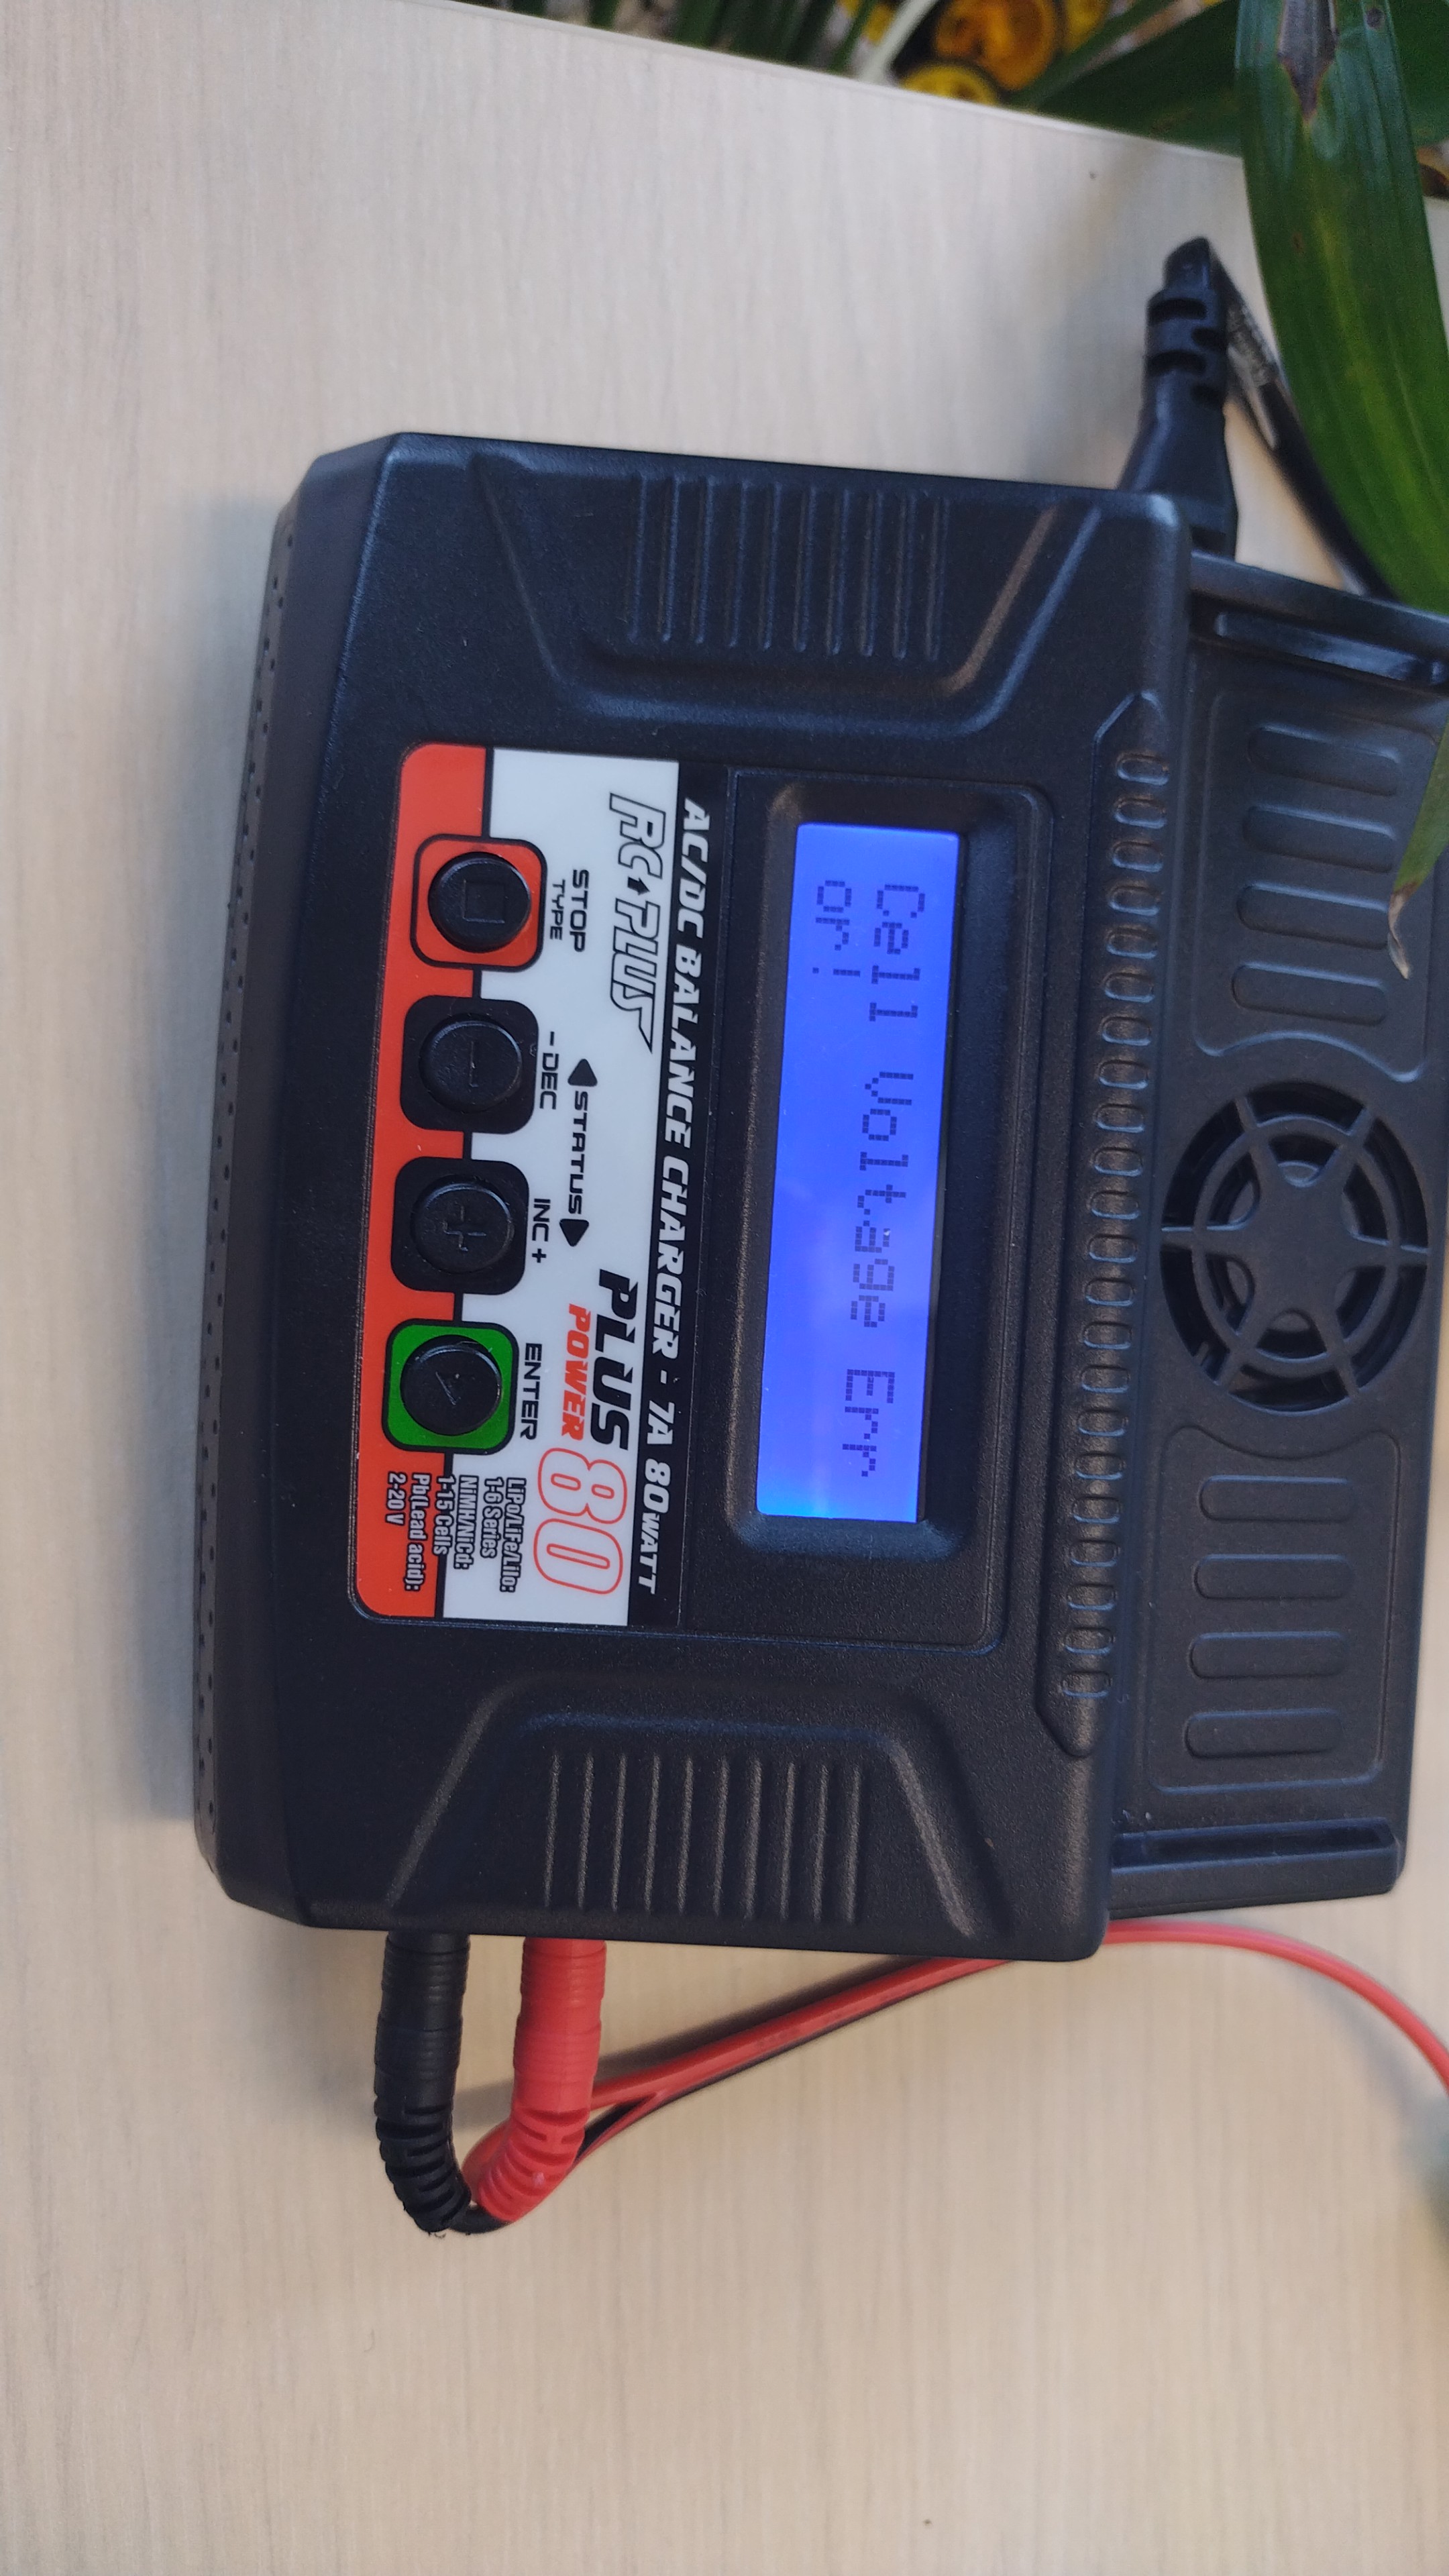 Cell Voltage Err
or!
AC/DC BALANCE CHARGER - 7A 80WATT
RC PLUS
PLUS
POWER
80
STOP
TYPE
- DEC
STATUS
INC +
ENTER
LiPo/LiFe/LiIo:
1-6 Series
NiMH/NiCd:
1-15 Cells
Pb(Lead acid):
2-20 V